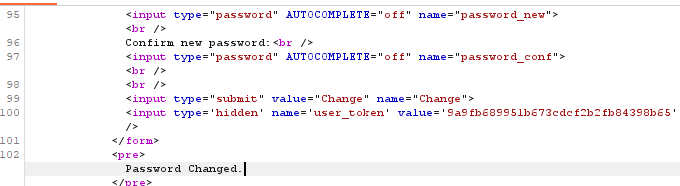 95 <input type="password" AUTOCOMPLETE="off" name="password_new">
<br />
96 Confirm new password:<br />
97 <input type="password" AUTOCOMPLETE="off" name="password_conf">
<br />
98 <br />
99 <input type="submit" value="Change" name="Change">
100 <input type='hidden' name='user_token' value='9a9fb689951b673cdcf2b2fb84398b65'
/>
101 </form>
102 <pre>
Password Changed.
</pre>